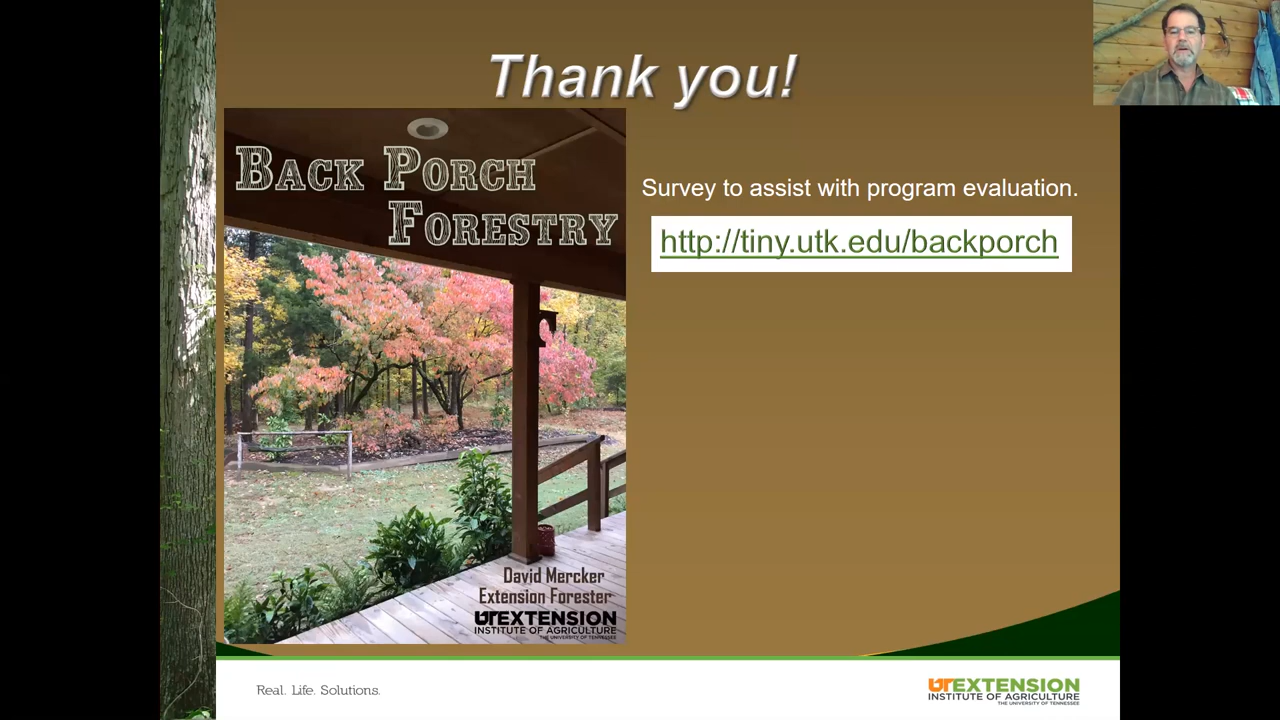 Thank you!
BACK PORCH
FORESTRY
Survey to assist with program evaluation.
http://tiny.utk.edu/backporch
David Mercker
Extension Forester
UTEXTENSION
INSTITUTE OF AGRICULTURE
THE UNIVERSITY OF TENNESSEE
Real. Life. Solutions.
UTEXTENSION
INSTITUTE OF AGRICULTURE
THE UNIVERSITY OF TENNESSEE